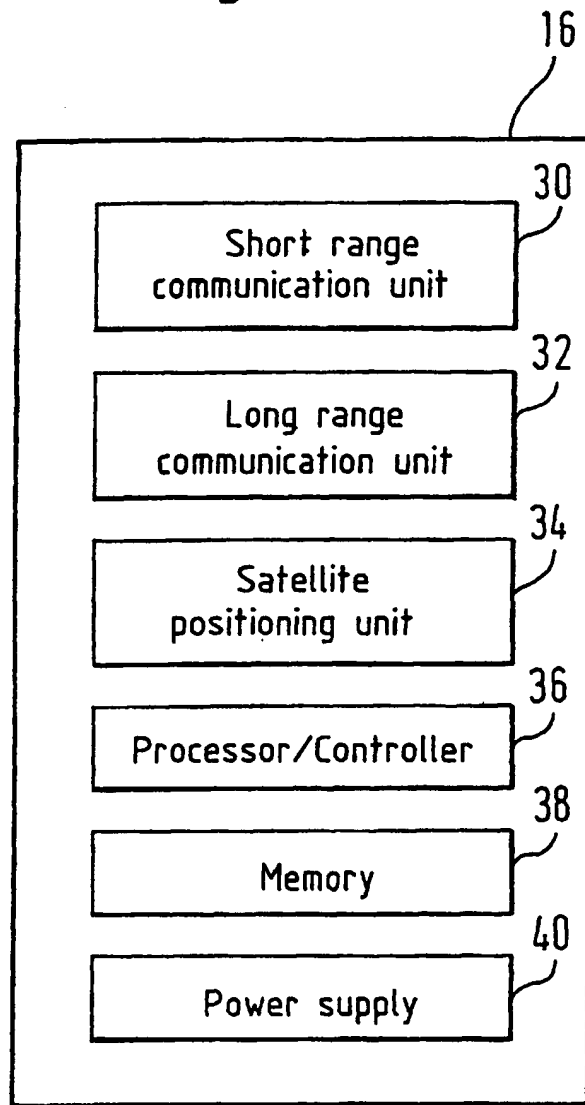 16
30
Short range
communication unit
32
Long range
communication unit
34
Satellite
positioning unit
36
Processor/Controller
38
Memory
40
Power supply